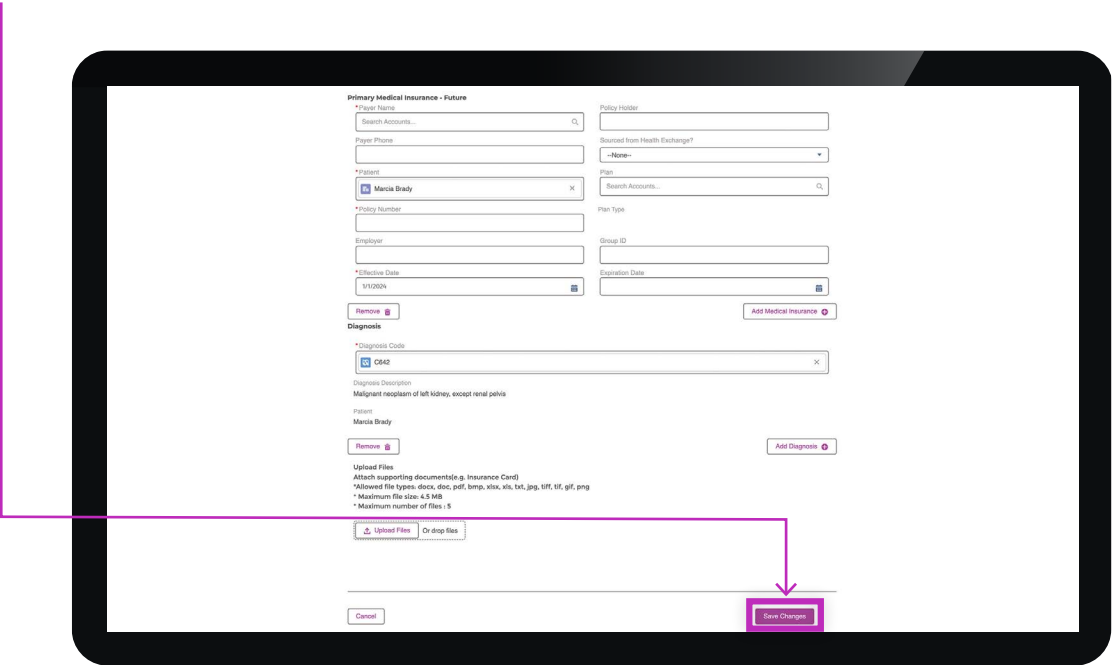 Primary Medical Insurance - Future
*Payer Name
Policy Holder
Search Accounts...
Payer Phone
Sourced from Health Exchange?
--None--
*Patient
Plan
Marcia Brady
Search Accounts...
*Policy Number
Plan Type
Employer
Group ID
*Effective Date
Expiration Date
1/1/2024
Remove
Add Medical Insurance
Diagnosis
*Diagnosis Code
C642
Diagnosis Description
Malignant neoplasm of left kidney, except renal pelvis
Patient
Marcia Brady
Remove
Add Diagnosis
Upload Files
Attach supporting documents(e.g. Insurance Card)
*Allowed file types: docx, doc, pdf, bmp, xlsx, xls, txt, jpg, tiff, tif, gif, png
* Maximum file size: 4.5 MB
* Maximum number of files : 5
Upload Files
Or drop files
Cancel
Save Changes